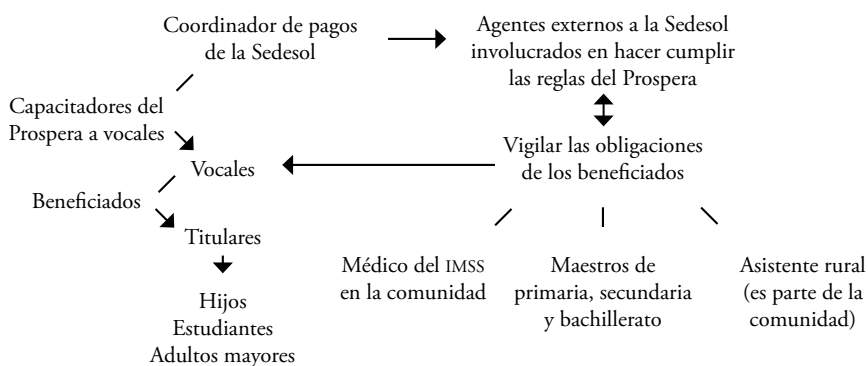 Coordinador de pagos
de la Sedesol
Agentes externos a la Sedesol
involucrados en hacer cumplir
las reglas del Prospera
Capacitadores del
Prospera a vocales
Vocales
Vigilar las obligaciones
de los beneficiados
Beneficiados
Titulares
Hijos
Estudiantes
Adultos mayores
Médico del IMSS
en la comunidad
Maestros de
primaria, secundaria
y bachillerato
Asistente rural
(es parte de la
comunidad)